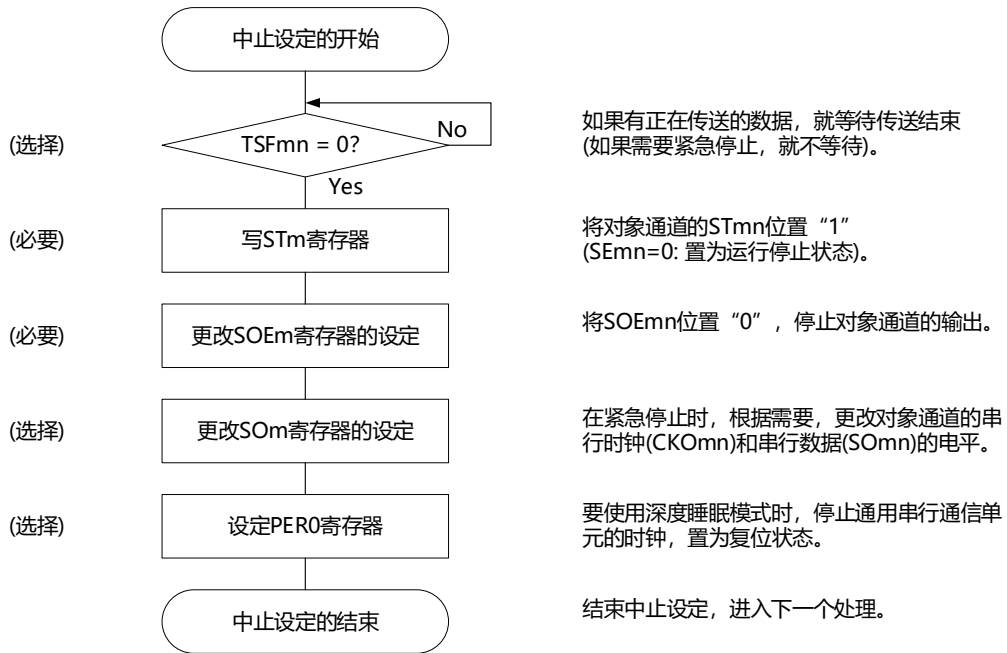 中止设定的开始
(选择)
TSFmn = 0?
No
Yes
如果有正在传送的数据，就等待传送结束
(如果需要紧急停止，就不等待)。
(必要)
写STm寄存器
将对象通道的STmn位置“1”
(SEmn=0: 置为运行停止状态)。
(必要)
更改SOEm寄存器的设定
将SOEmn位置“0”，停止对象通道的输出。
(选择)
更改SOm寄存器的设定
在紧急停止时，根据需要，更改对象通道的串
行时钟(CKOmn)和串行数据(SOmn)的电平。
(选择)
设定PER0寄存器
要使用深度睡眠模式时，停止通用串行通信单
元的时钟，置为复位状态。
中止设定的结束
结束中止设定，进入下一个处理。